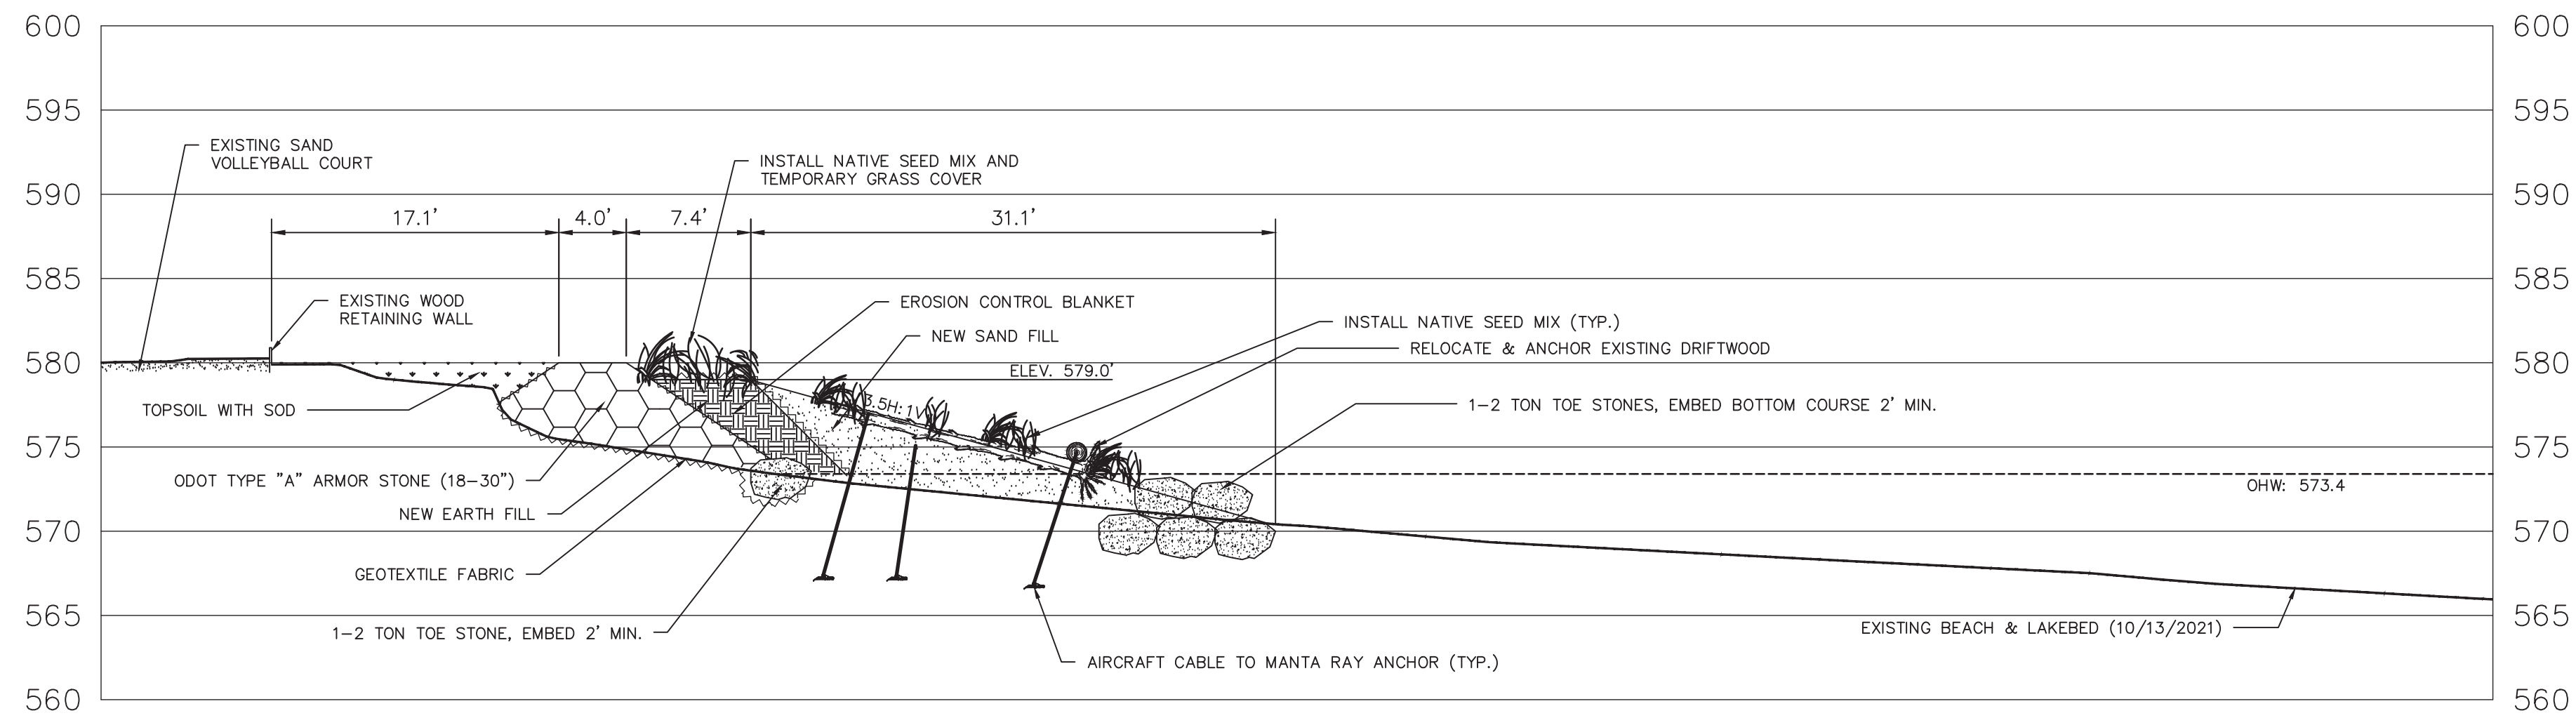 600 600
595 595
EXISTING SAND
VOLLEYBALL COURT
INSTALL NATIVE SEED MIX AND
TEMPORARY GRASS COVER
590 590
17.1' 4.0' 7.4' 31.1'
585 585
EXISTING WOOD
RETAINING WALL
EROSION CONTROL BLANKET
NEW SAND FILL
INSTALL NATIVE SEED MIX (TYP.)
RELOCATE & ANCHOR EXISTING DRIFTWOOD
580 580
ELEV. 579.0'
3.5H:1V
TOPSOIL WITH SOD
1-2 TON TOE STONES, EMBED BOTTOM COURSE 2' MIN.
575 575
ODOT TYPE "A" ARMOR STONE (18-30")
OHW: 573.4
NEW EARTH FILL
570 570
GEOTEXTILE FABRIC
565 565
1-2 TON TOE STONE, EMBED 2' MIN.
EXISTING BEACH & LAKEBED (10/13/2021)
AIRCRAFT CABLE TO MANTA RAY ANCHOR (TYP.)
560 560